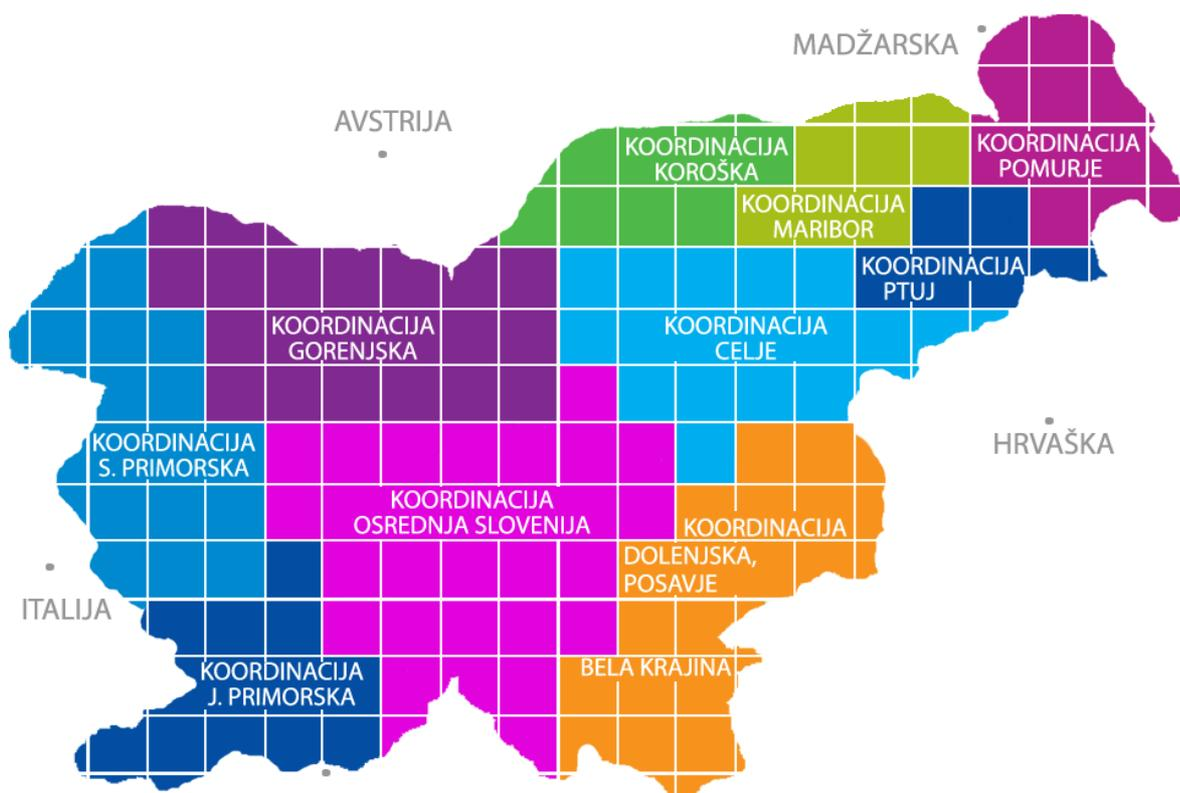 MADŽARSKA
AVSTRIJA
KOORDINACIJA
KOROŠKA
KOORDINACIJA
POMURJE
KOORDINACIJA
MARIBOR
KOORDINACIJA
PTUJ
KOORDINACIJA
GORENJSKA
KOORDINACIJA
CELJE
KOORDINACIJA
S. PRIMORSKA
HRVAŠKA
KOORDINACIJA
OSREDNJA SLOVENIJA
KOORDINACIJA
DOLENJSKA,
POSAVJE
BELA KRAJINA
ITALIJA
KOORDINACIJA
J. PRIMORSKA